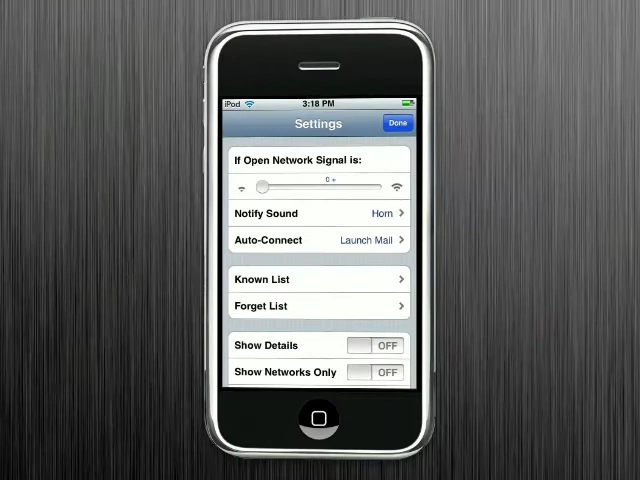 iPod 3:18 PM
Settings Done
If Open Network Signal is:
0 +
Notify Sound Horn
Auto-Connect Launch Mail
Known List
Forget List
Show Details OFF
Show Networks Only OFF